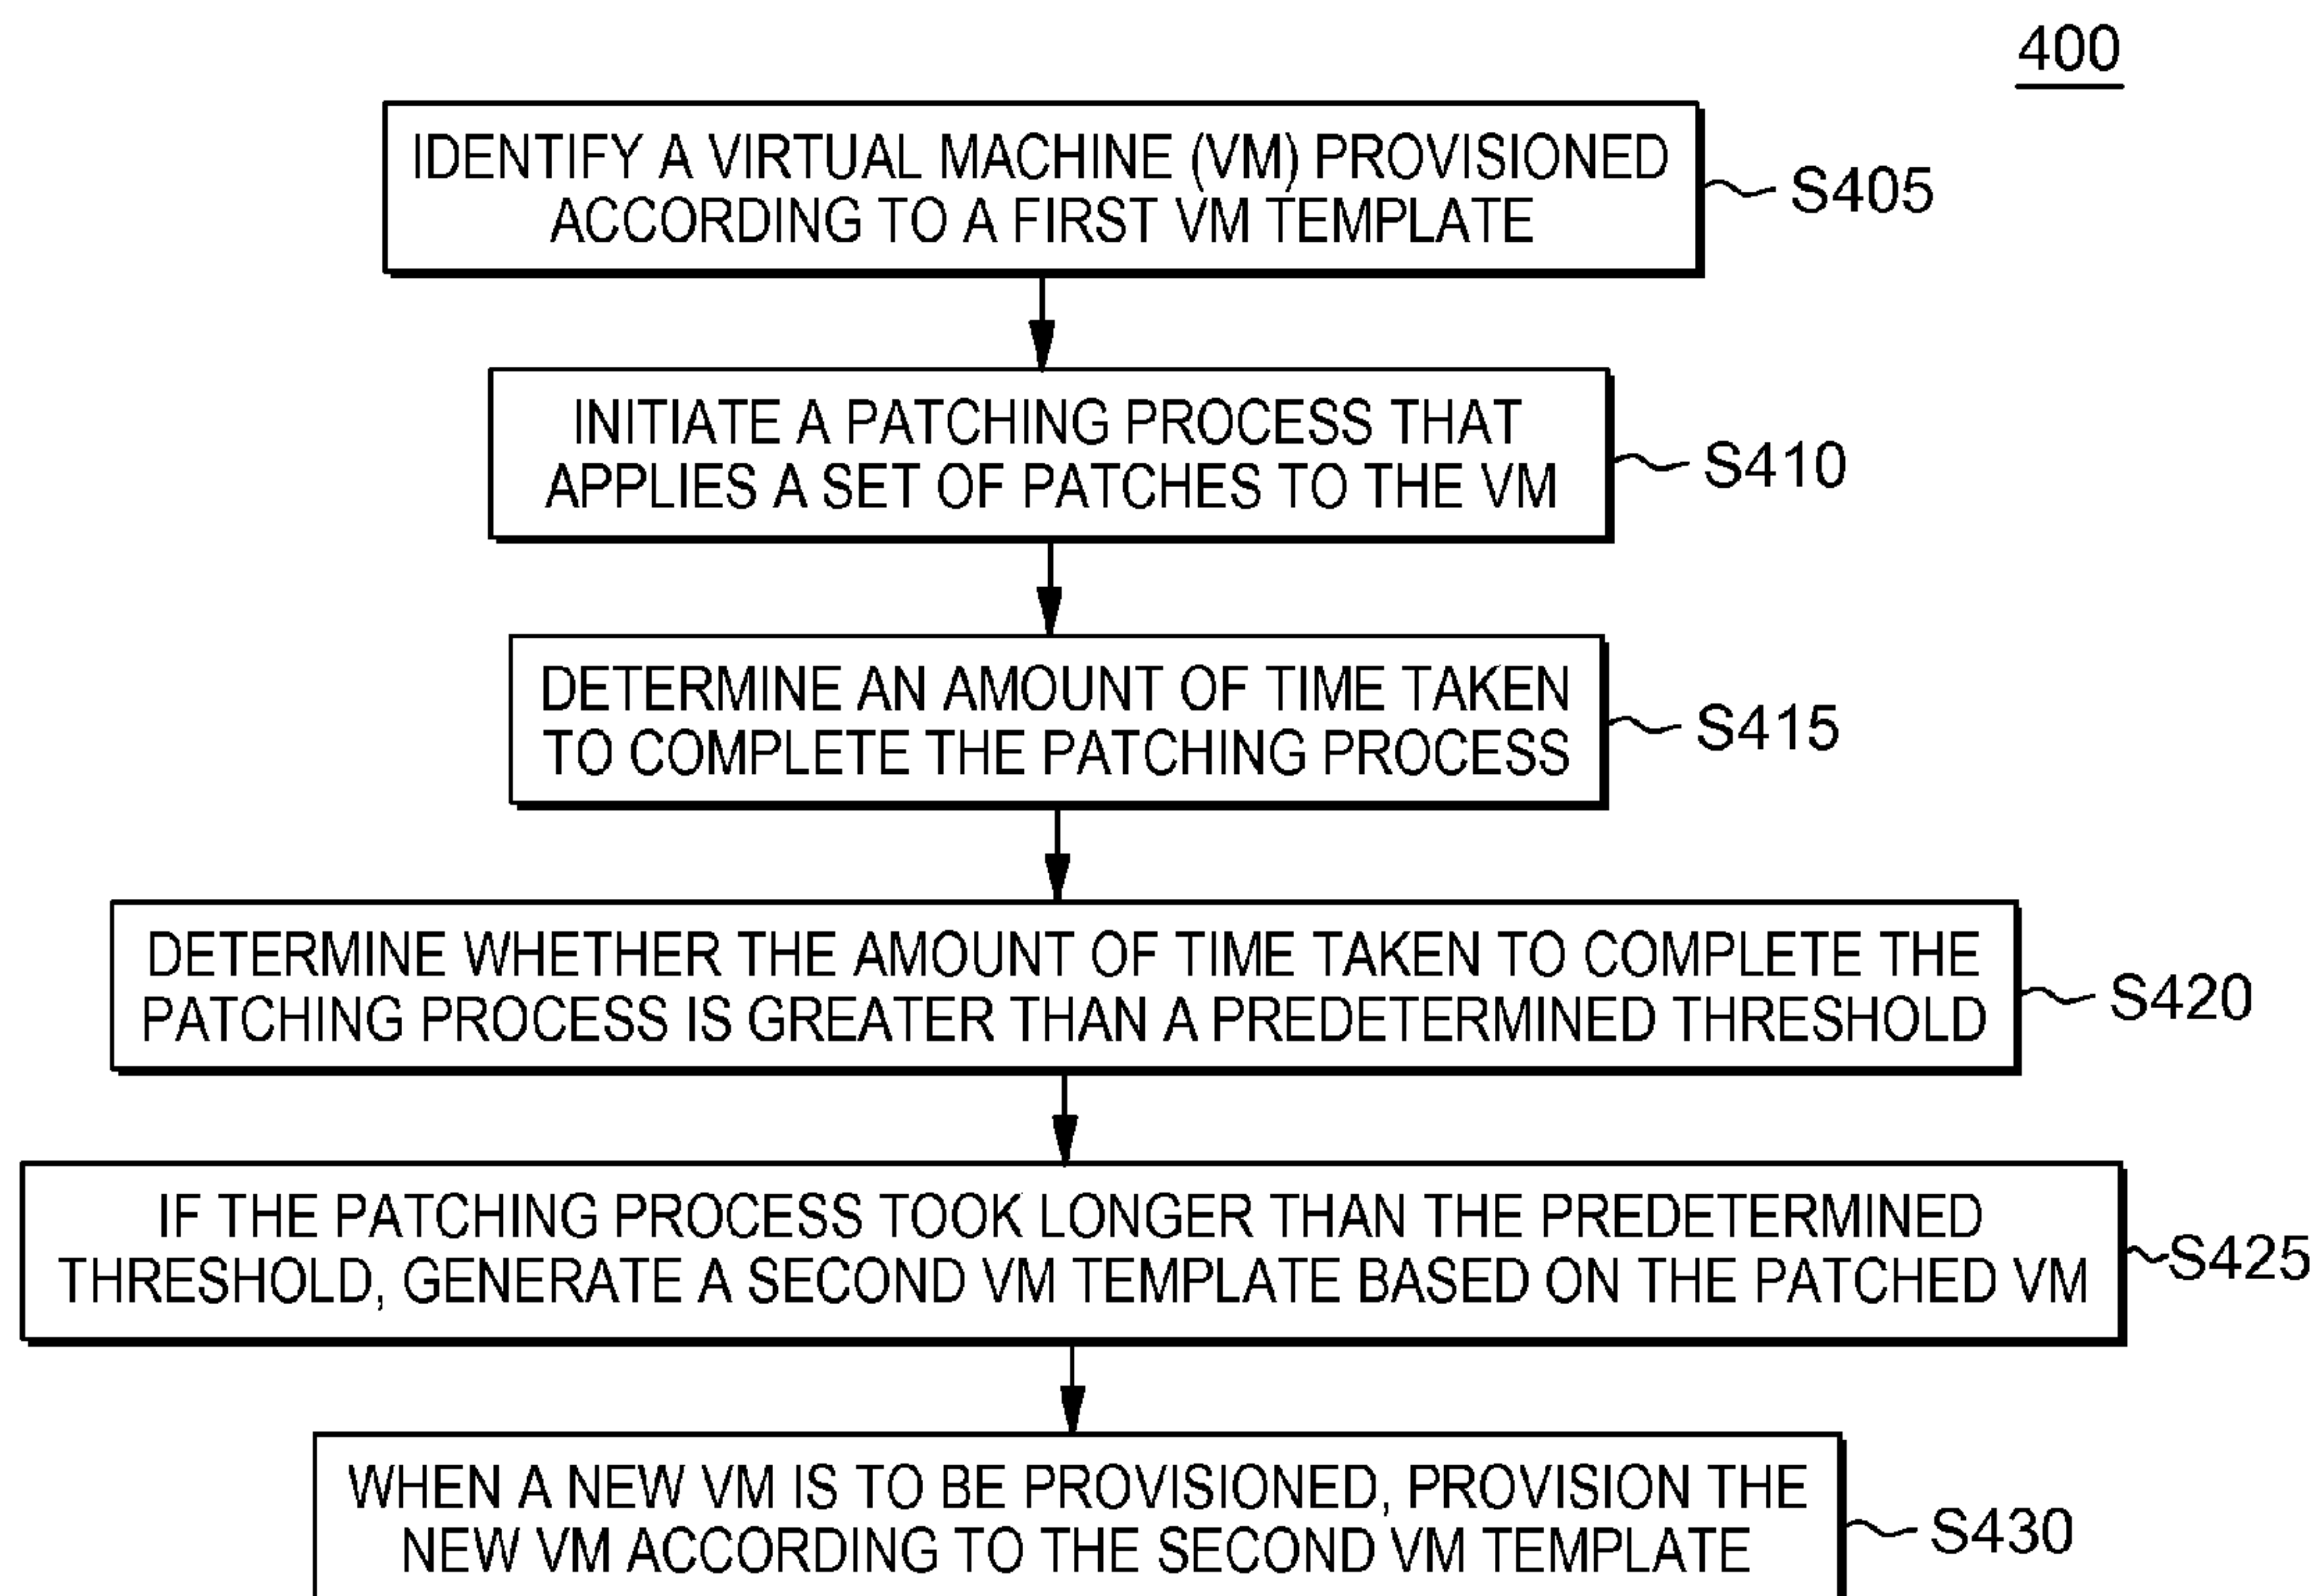 400
IDENTIFY A VIRTUAL MACHINE (VM) PROVISIONED
ACCORDING TO A FIRST VM TEMPLATE
S405
INITIATE A PATCHING PROCESS THAT
APPLIES A SET OF PATCHES TO THE VM
S410
DETERMINE AN AMOUNT OF TIME TAKEN
TO COMPLETE THE PATCHING PROCESS
S415
DETERMINE WHETHER THE AMOUNT OF TIME TAKEN TO COMPLETE THE
PATCHING PROCESS IS GREATER THAN A PREDETERMINED THRESHOLD
S420
IF THE PATCHING PROCESS TOOK LONGER THAN THE PREDETERMINED
THRESHOLD, GENERATE A SECOND VM TEMPLATE BASED ON THE PATCHED VM
S425
WHEN A NEW VM IS TO BE PROVISIONED, PROVISION THE
NEW VM ACCORDING TO THE SECOND VM TEMPLATE
S430